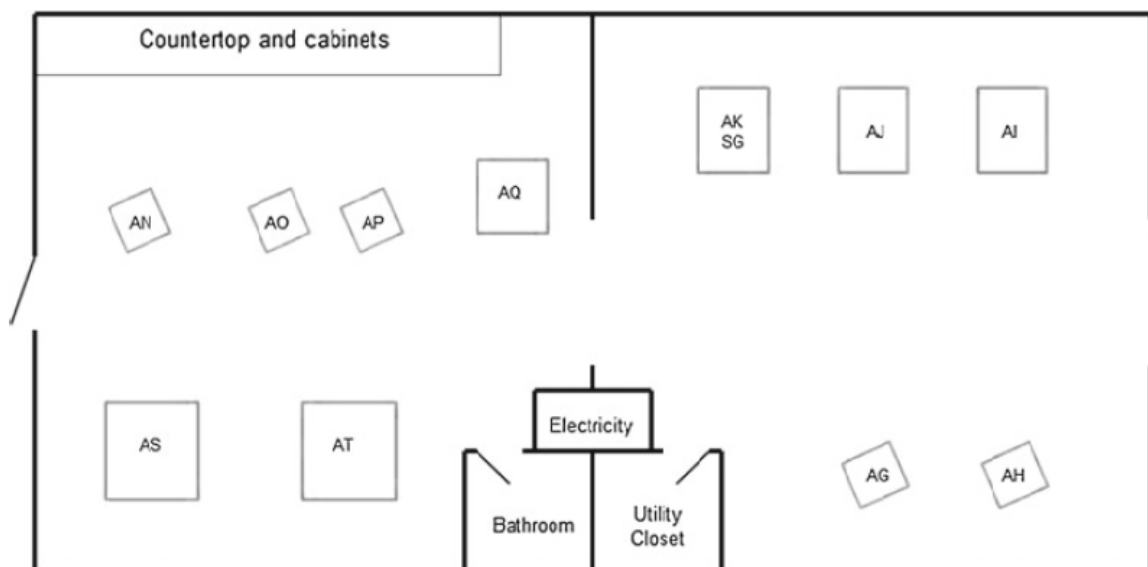 Countertop and cabinets
AK
SG
AJ
AI
AN
AO
AP
AQ
AS
AT
Electricity
Bathroom
Utility
Closet
AG
AH